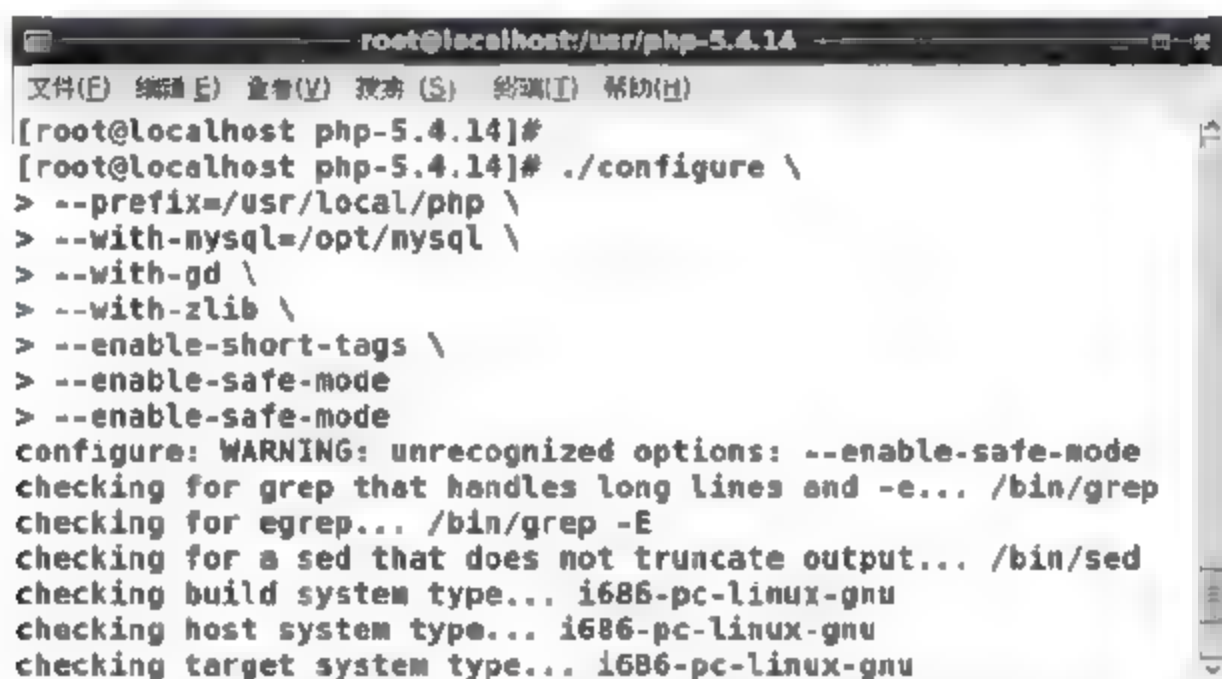 root@localhost:/usr/php-5.4.14
文件(F) 编辑(E) 查看(V) 搜索(S) 终端(T) 帮助(H)
[root@localhost php-5.4.14]#
[root@localhost php-5.4.14]# ./configure \
> --prefix=/usr/local/php \
> --with-mysql=/opt/mysql \
> --with-gd \
> --with-zlib \
> --enable-short-tags \
> --enable-safe-mode
> --enable-safe-mode
configure: WARNING: unrecognized options: --enable-safe-mode
checking for grep that handles long lines and -e... /bin/grep
checking for egrep... /bin/grep -E
checking for a sed that does not truncate output... /bin/sed
checking build system type... i686-pc-linux-gnu
checking host system type... i686-pc-linux-gnu
checking target system type... i686-pc-linux-gnu